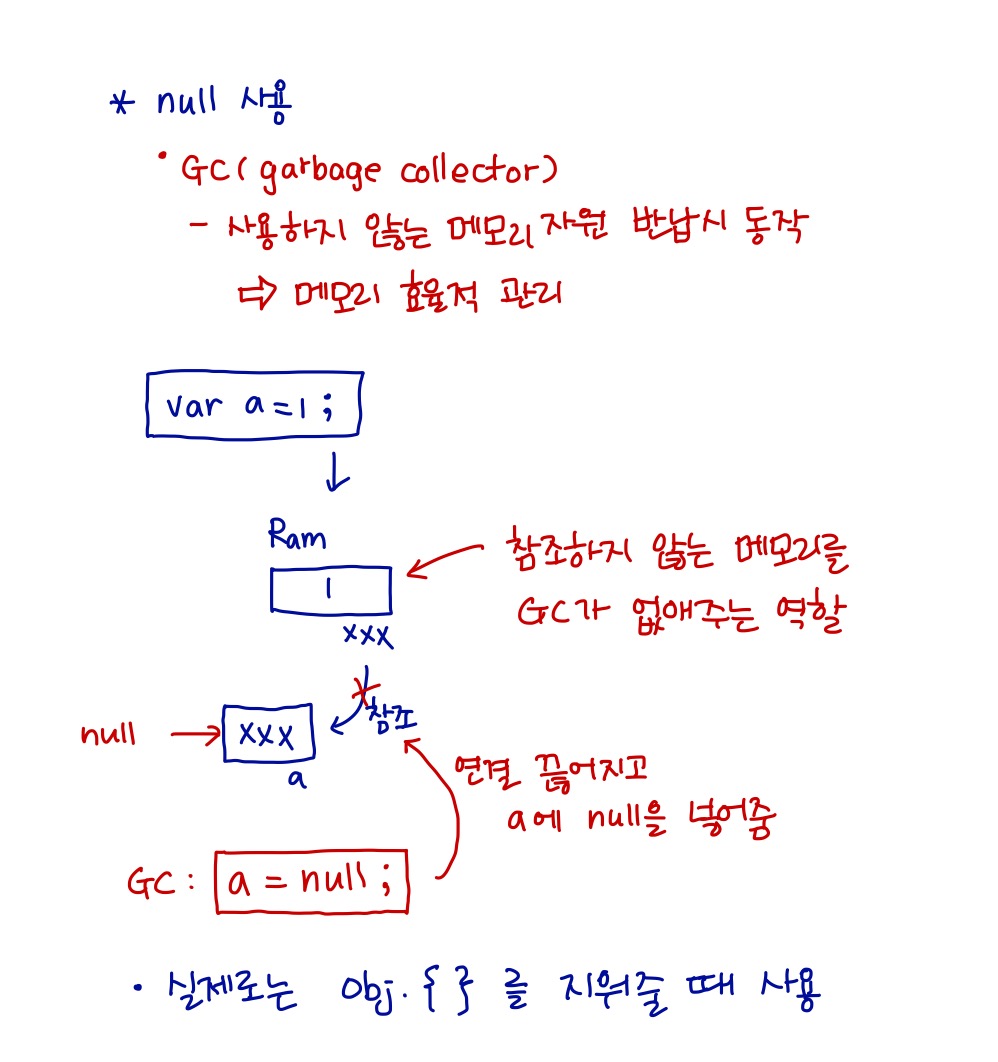 * null 사용
• GC( garbage collector)
- 사용하지 않는 메모리 자원 반납시 동작
⇨ 메모리 효율적 관리
var a = 1 ;
↓
Ram
1
xxx
참조하지 않는 메모리를
GC가 없애주는 역할
참조
null → xxx
a
연결 끊어지고
a에 null을 넣어줌
GC : a = null ;
• 실제로는 obj. { } 를 지워줄 때 사용